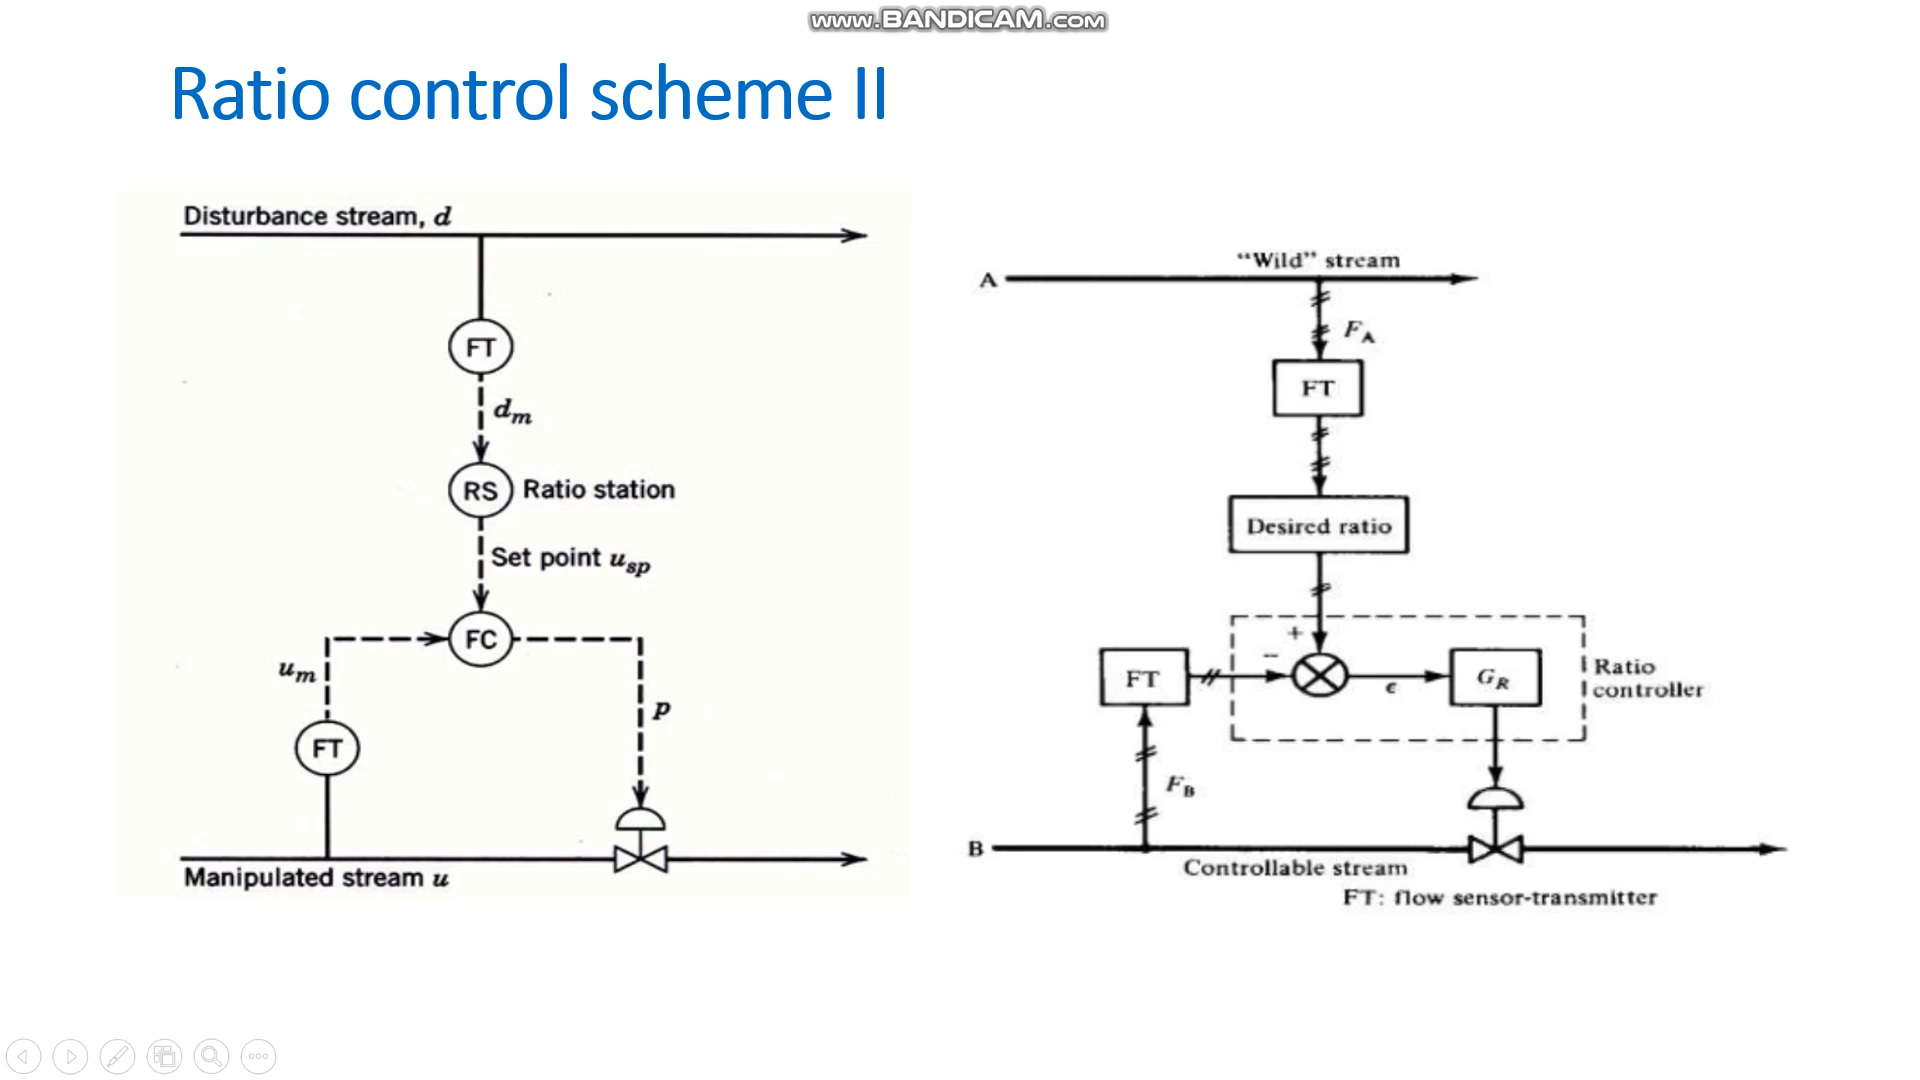 www.BANDICAM.com
Ratio control scheme II
Disturbance stream, d
FT
dm
RS Ratio station
Set point usp
FC
um
p
FT
Manipulated stream u
"Wild" stream
A
FA
FT
Desired ratio
+
−
FT
ϵ
GR
Ratio
controller
FB
B
Controllable stream
FT: flow sensor-transmitter